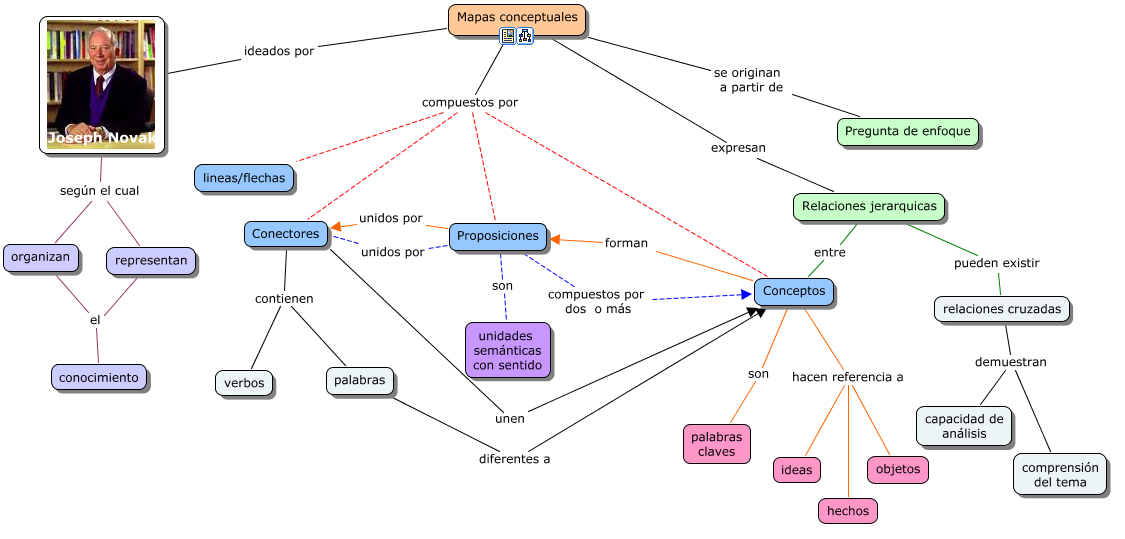 Mapas conceptuales
ideados por
Joseph Novak
se originan
a partir de
compuestos por
Pregunta de enfoque
expresan
lineas/flechas
según el cual
Relaciones jerarquicas
Conectores
unidos por
unidos por
Proposiciones
forman
organizan
representan
entre
pueden existir
son
contienen
compuestos por
dos o más
Conceptos
relaciones cruzadas
el
unidades
semánticas
con sentido
conocimiento
verbos
palabras
demuestran
son
hacen referencia a
unen
diferentes a
capacidad de
análisis
palabras
claves
ideas
objetos
comprensión
del tema
hechos